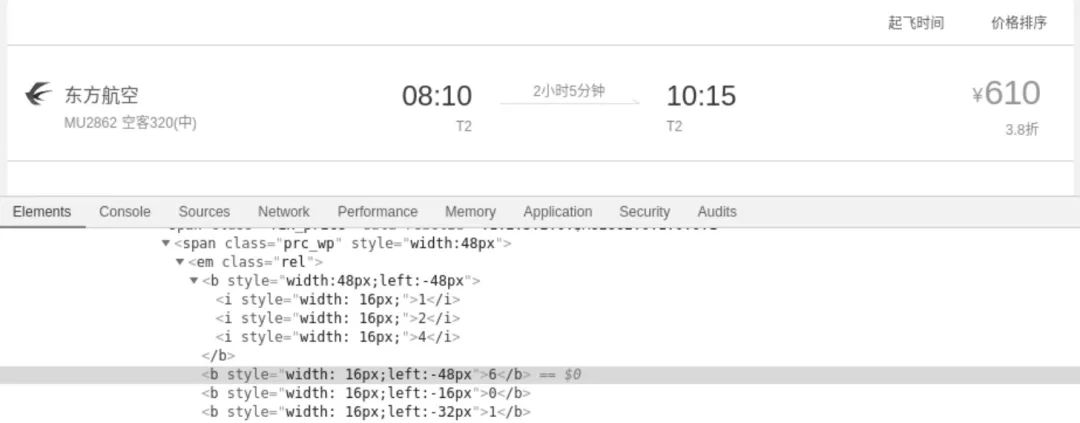 起飞时间 价格排序
东方航空 08:10 2小时5分钟 10:15 ¥610
MU2862 空客320(中) T2 T2 3.8折
Elements Console Sources Network Performance Memory Application Security Audits
<span class="prc_wp" style="width:48px">
<em class="rel">
<b style="width:48px;left:-48px">
<i style="width: 16px;">1</i>
<i style="width: 16px;">2</i>
<i style="width: 16px;">4</i>
</b>
<b style="width: 16px;left:-48px">6</b> == $0
<b style="width: 16px;left:-16px">0</b>
<b style="width: 16px;left:-32px">1</b>